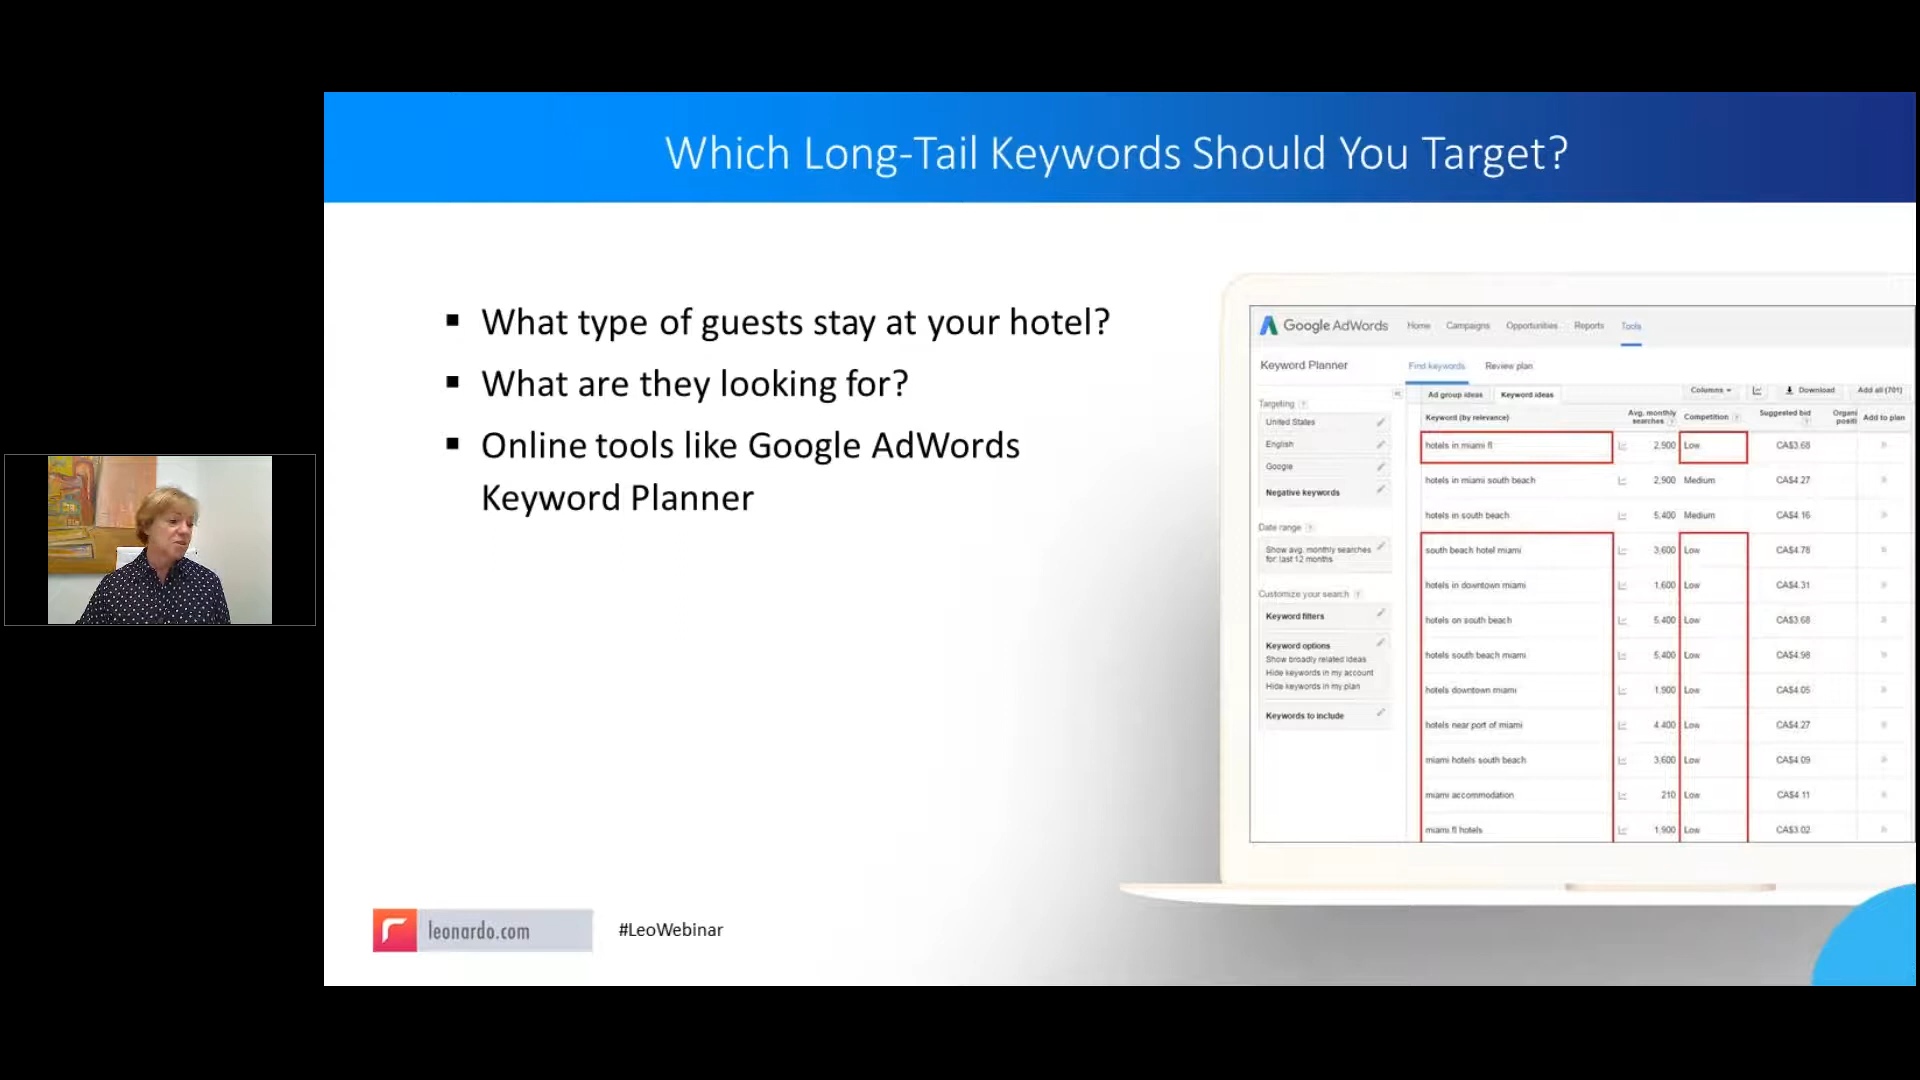 Which Long-Tail Keywords Should You Target?
▪ What type of guests stay at your hotel?
▪ What are they looking for?
▪ Online tools like Google AdWords
Keyword Planner
Google AdWords Home Campaigns Opportunities Reports Tools
Keyword Planner Find keywords Review plan
Columns Download Add all (701)
Ad group ideas Keyword ideas
Targeting ?
United States
English
Google
Negative keywords
Date range ?
Show avg. monthly searches
for: last 12 months
Customize your search ?
Keyword filters
Keyword options
Show broadly related ideas
Hide keywords in my account
Hide keywords in my plan
Keywords to include
Keyword (by relevance) Avg. monthly searches ? Competition ? Suggested bid ? Organi positi Add to plan
hotels in miami fl 2,900 Low CA$3.68
hotels in miami south beach 2,900 Medium CA$4.27
hotels in south beach 5,400 Medium CA$4.16
south beach hotel miami 3,600 Low CA$4.78
hotels in downtown miami 1,600 Low CA$4.31
hotels on south beach 5,400 Low CA$3.68
hotels south beach miami 5,400 Low CA$4.98
hotels downtown miami 1,900 Low CA$4.05
hotels near port of miami 4,400 Low CA$4.27
miami hotels south beach 3,600 Low CA$4.09
miami accommodation 210 Low CA$4.11
miami fl hotels 1,900 Low CA$3.02
leonardo.com
#LeoWebinar